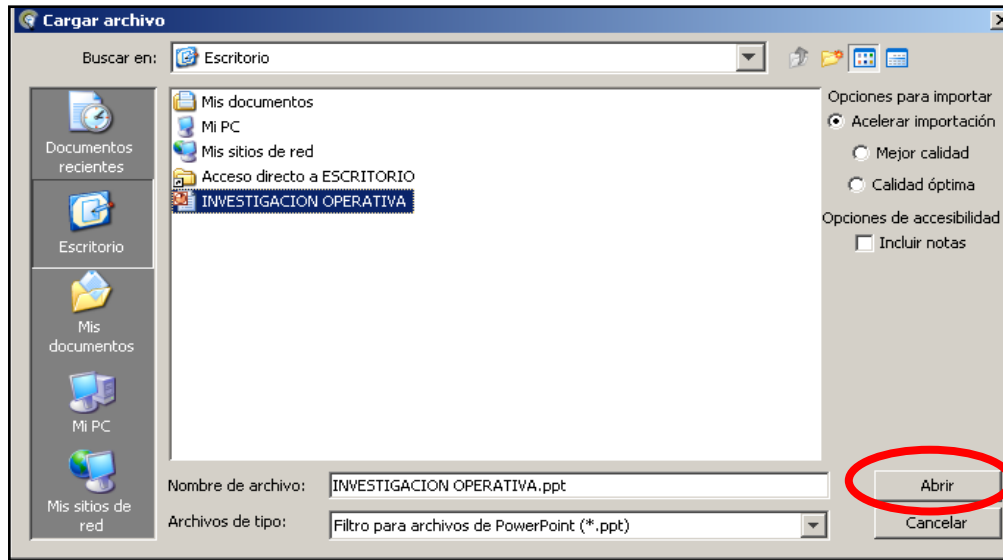 Cargar archivo
Buscar en:
Escritorio
Documentos
recientes
Escritorio
Mis
documentos
Mi PC
Mis sitios de
red
Mis documentos
Mi PC
Mis sitios de red
Acceso directo a ESCRITORIO
INVESTIGACION OPERATIVA
Opciones para importar
Acelerar importación
Mejor calidad
Calidad óptima
Opciones de accesibilidad
Incluir notas
Nombre de archivo:
INVESTIGACION OPERATIVA.ppt
Abrir
Archivos de tipo:
Filtro para archivos de PowerPoint (*.ppt)
Cancelar